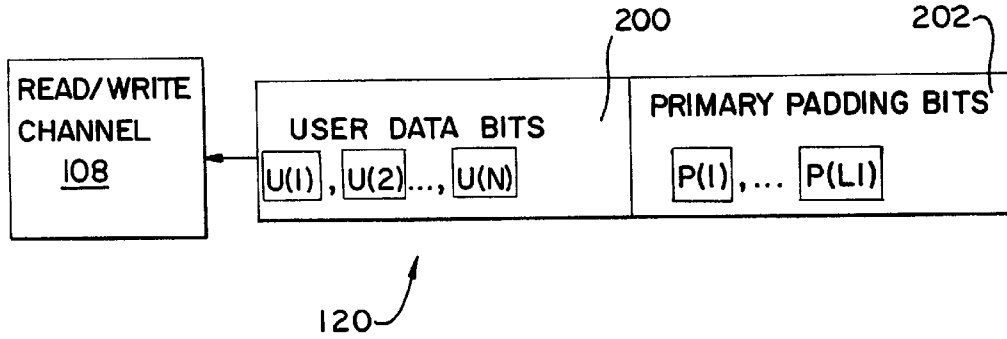 200
202
READ/WRITE
CHANNEL
108
USER DATA BITS
U(1), U(2)..., U(N)
PRIMARY PADDING BITS
P(1),... P(L1)
120